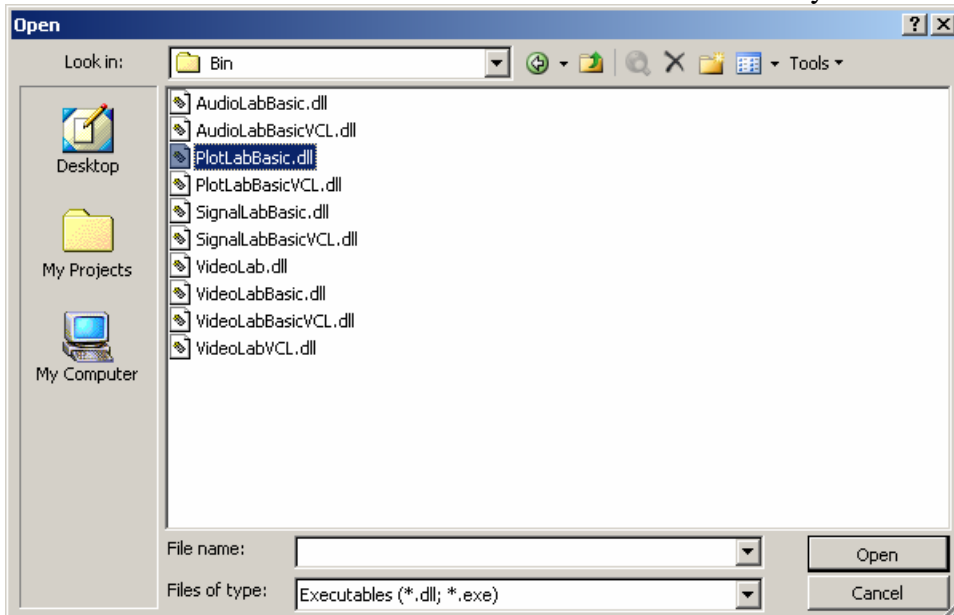 Open
Look in:
Bin
Tools
Desktop
My Projects
My Computer
AudioLabBasic.dll
AudioLabBasicVCL.dll
PlotLabBasic.dll
PlotLabBasicVCL.dll
SignalLabBasic.dll
SignalLabBasicVCL.dll
VideoLab.dll
VideoLabBasic.dll
VideoLabBasicVCL.dll
VideoLabVCL.dll
File name:
Open
Files of type:
Executables (*.dll; *.exe)
Cancel